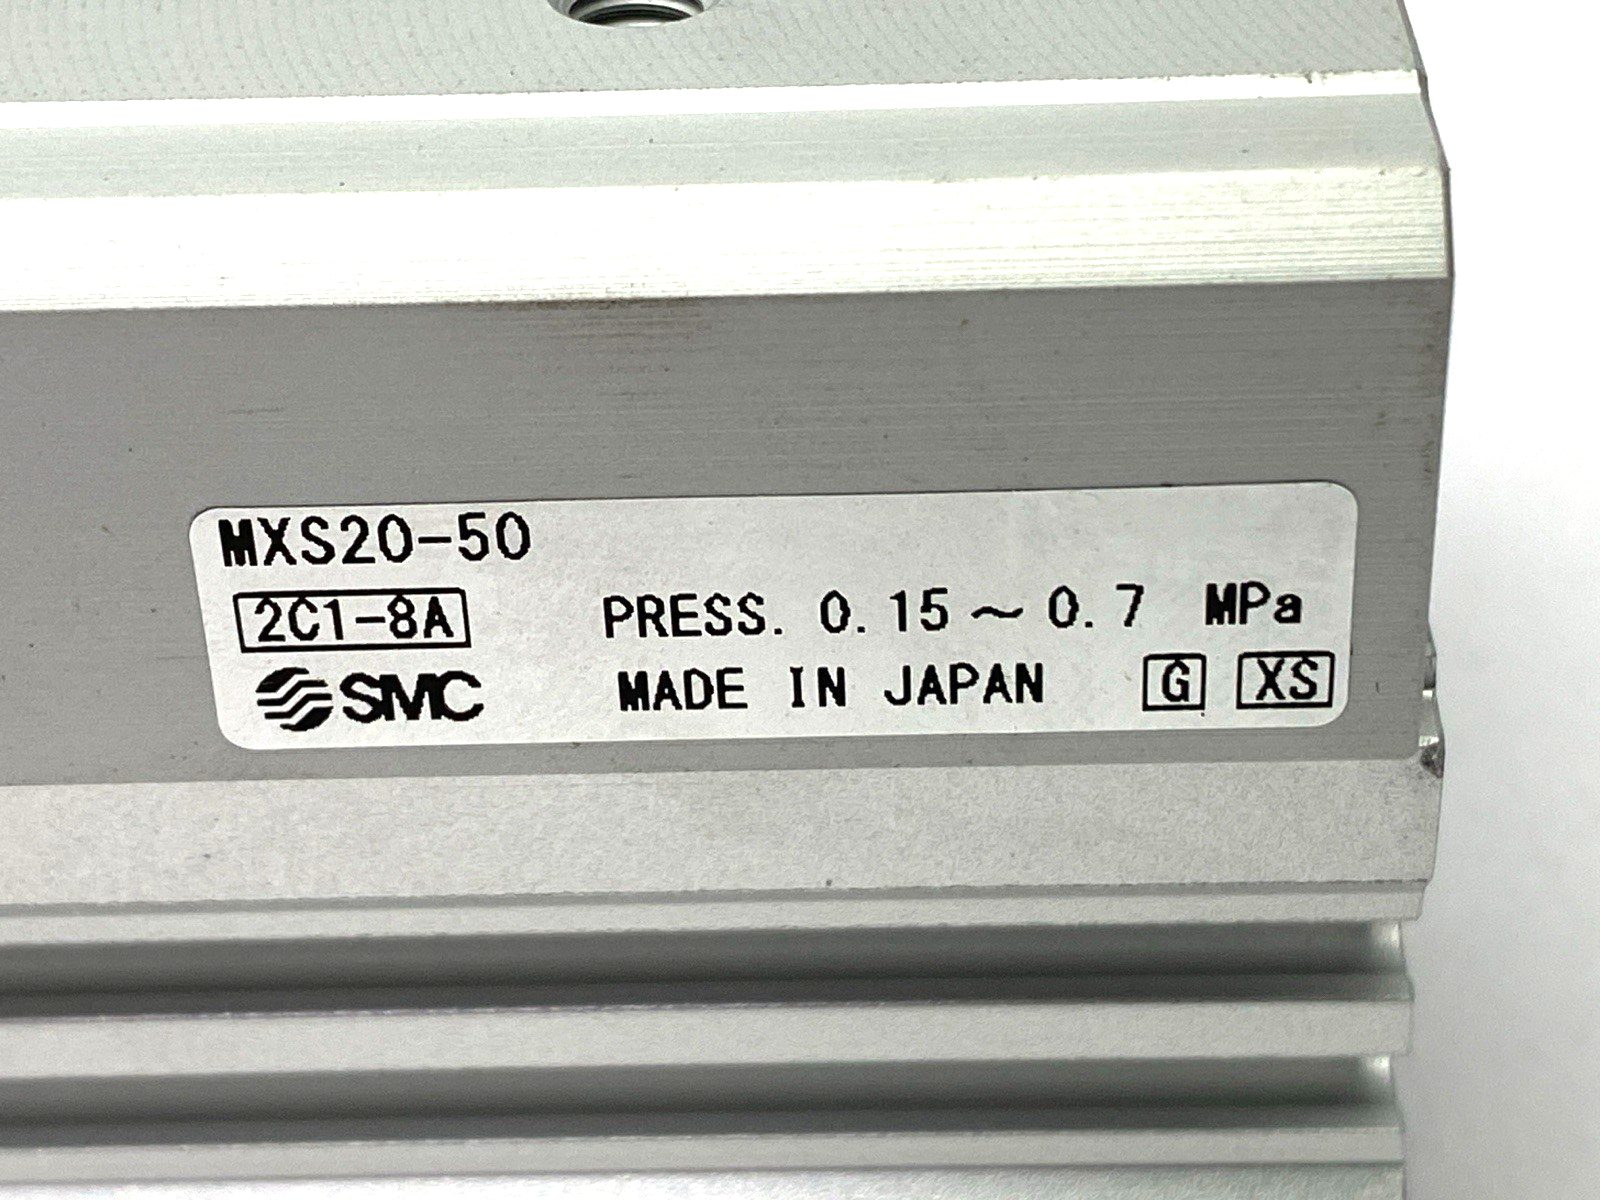 MXS20-50
2C1-8A PRESS. 0.15～0.7 MPa
SMC MADE IN JAPAN G XS